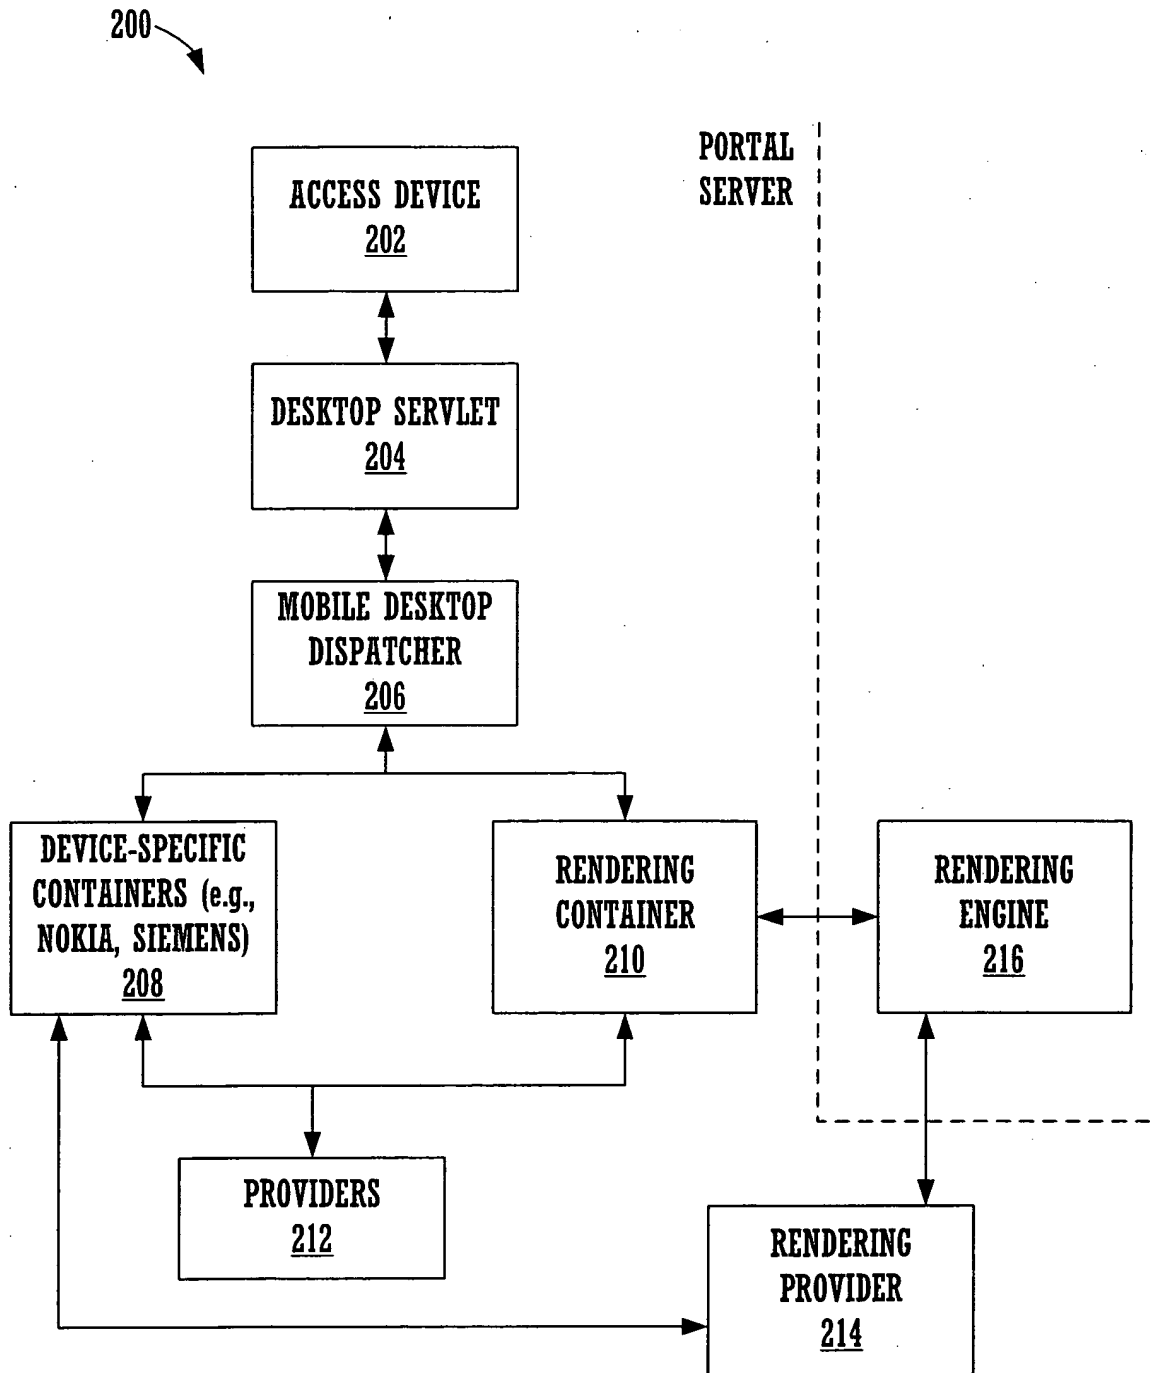 200
PORTAL
SERVER
ACCESS DEVICE
202
DESKTOP SERVLET
204
MOBILE DESKTOP
DISPATCHER
206
DEVICE-SPECIFIC
CONTAINERS (e.g.,
NOKIA, SIEMENS)
208
RENDERING
CONTAINER
210
RENDERING
ENGINE
216
PROVIDERS
212
RENDERING
PROVIDER
214